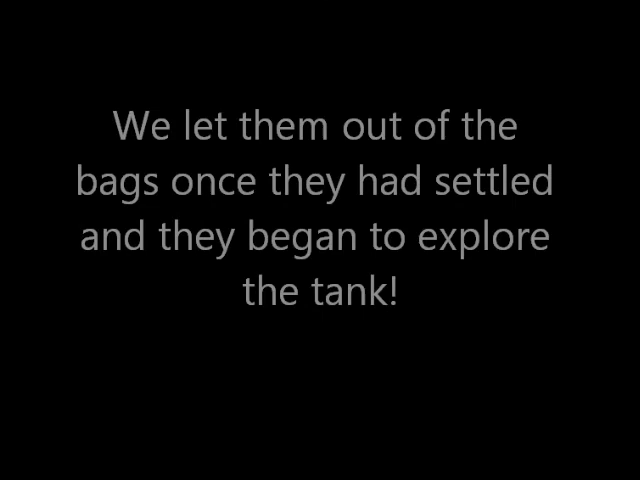 We let them out of the
bags once they had settled
and they began to explore
the tank!